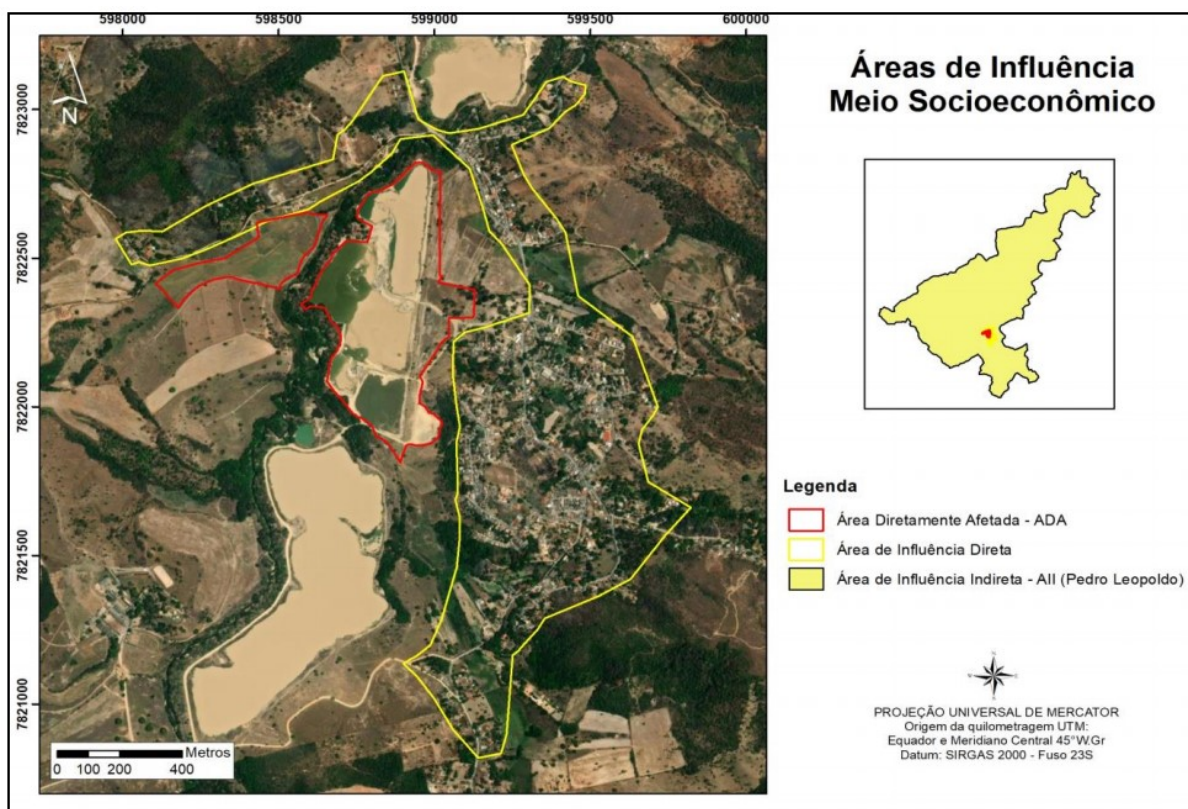 598000 598500 599000 599500 600000
7823000
7822500
7822000
7821500
7821000
N
Metros
0 100 200 400
Áreas de Influência
Meio Socioeconômico
Legenda
Área Diretamente Afetada - ADA
Área de Influência Direta
Área de Influência Indireta - AII (Pedro Leopoldo)
PROJEÇÃO UNIVERSAL DE MERCATOR
Origem da quilometragem UTM:
Equador e Meridiano Central 45°W.Gr
Datum: SIRGAS 2000 - Fuso 23S